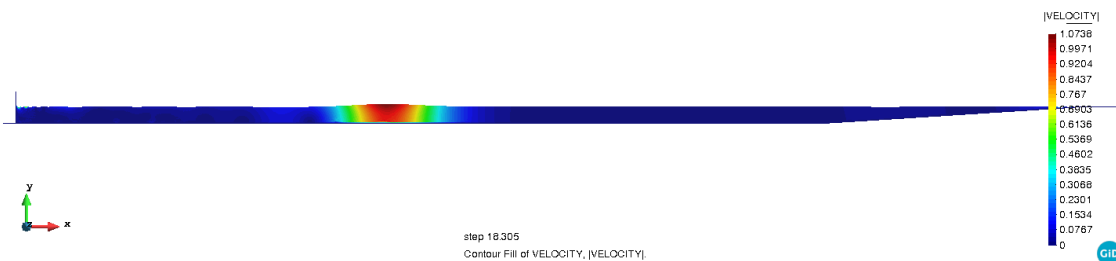 |VELOCITY|
1.0738
0.9971
0.9204
0.8437
0.767
0.6903
0.6136
0.5369
0.4602
0.3835
0.3068
0.2301
0.1534
0.0767
0
y
z
x
step 18.305
Contour Fill of VELOCITY, |VELOCITY|.
GiD